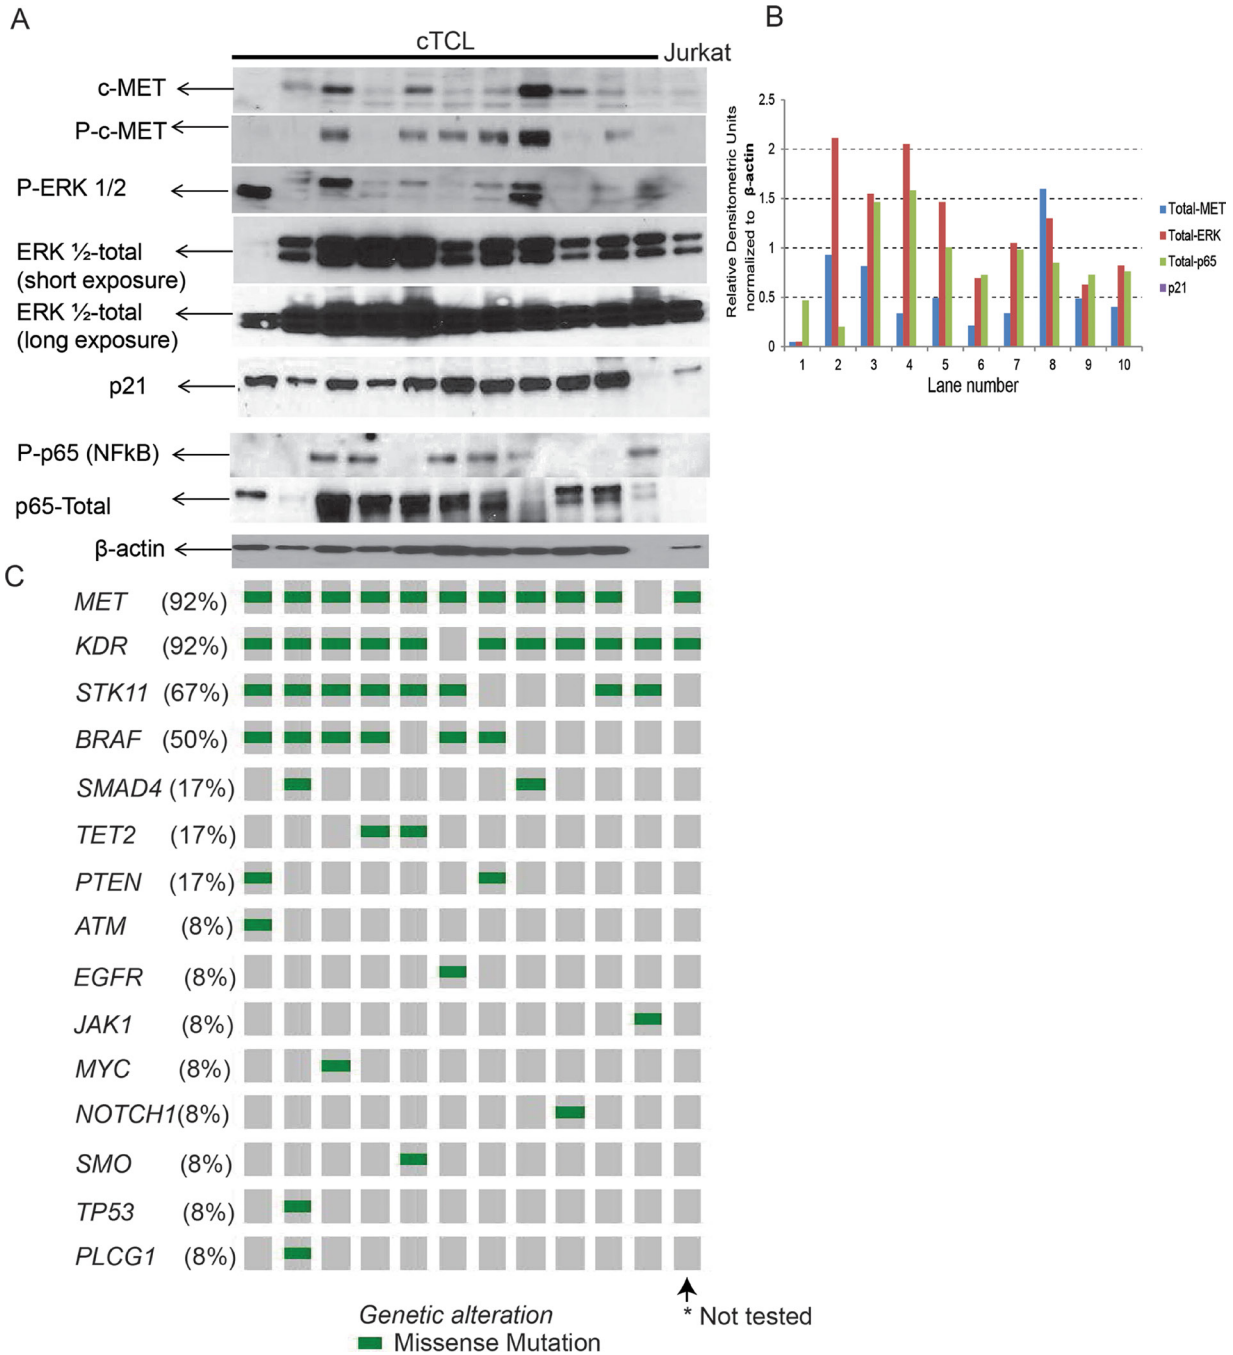 A
cTCL
Jurkat
c-MET
P-c-MET
P-ERK 1/2
ERK ½-total
(short exposure)
ERK ½-total
(long exposure)
p21
P-p65 (NFkB)
p65-Total
β-actin
B
Relative Densitometric Units
normalized to β-actin
2.5
2
1.5
1
0.5
0
1 2 3 4 5 6 7 8 9 10
Lane number
Total-MET
Total-ERK
Total-p65
p21
C
MET (92%)
KDR (92%)
STK11 (67%)
BRAF (50%)
SMAD4 (17%)
TET2 (17%)
PTEN (17%)
ATM (8%)
EGFR (8%)
JAK1 (8%)
MYC (8%)
NOTCH1(8%)
SMO (8%)
TP53 (8%)
PLCG1 (8%)
* Not tested
Genetic alteration
Missense Mutation